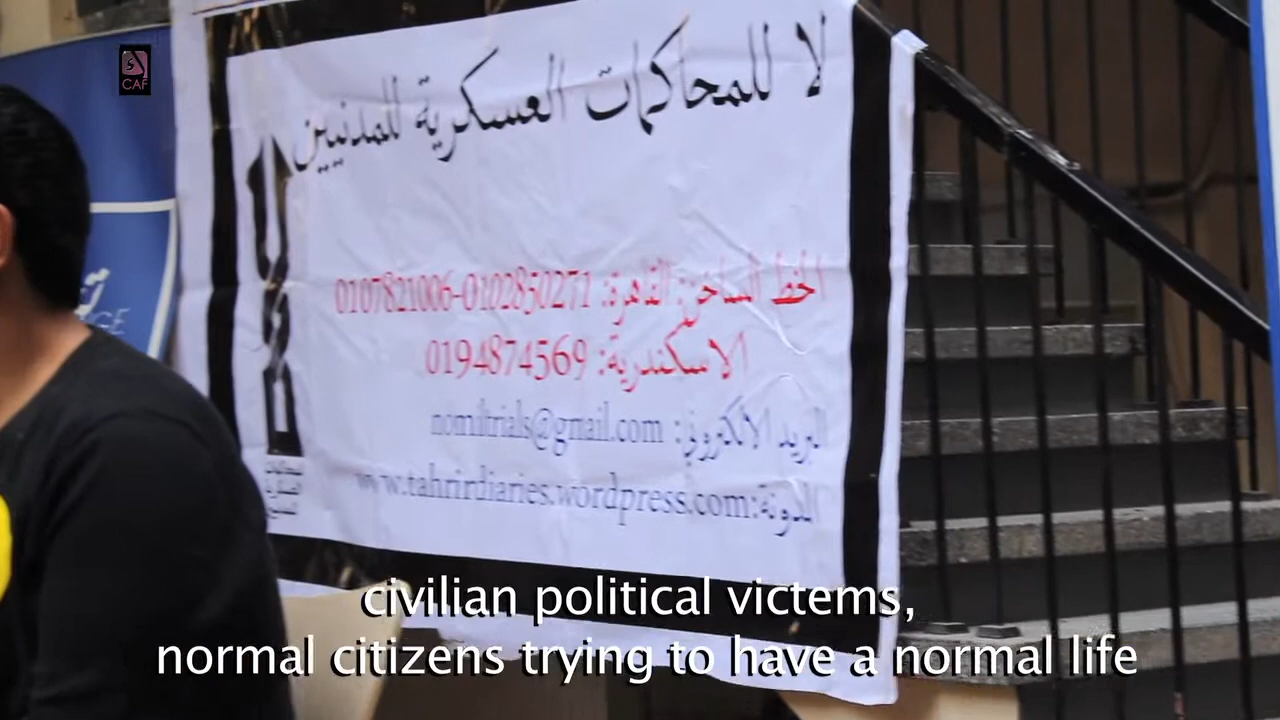 CAF
لا للمحاكمات العسكرية للمدنيين
الخط الساخن: القاهرة: 0102850271-0107821006
الاسكندرية: 0194874569
البريد الالكتروني: nomiltrials@gmail.com
المدونة: www.tahrirdiaries.wordpress.com
civilian political victems,
normal citizens trying to have a normal life